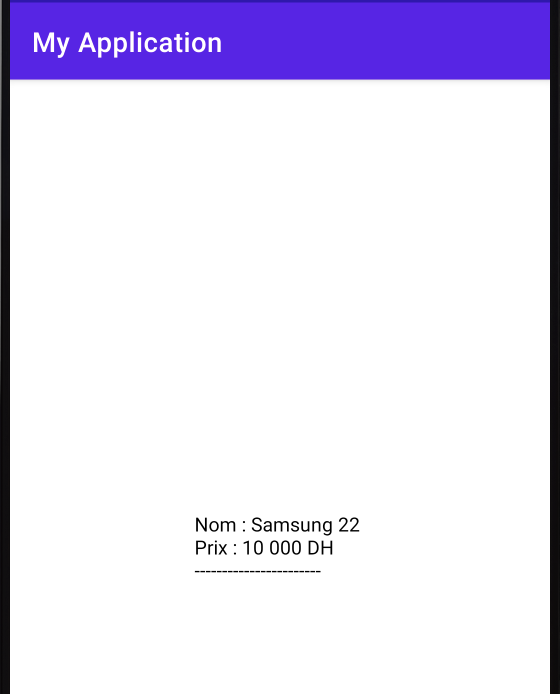 My Application
Nom : Samsung 22
Prix : 10 000 DH
-----------------------